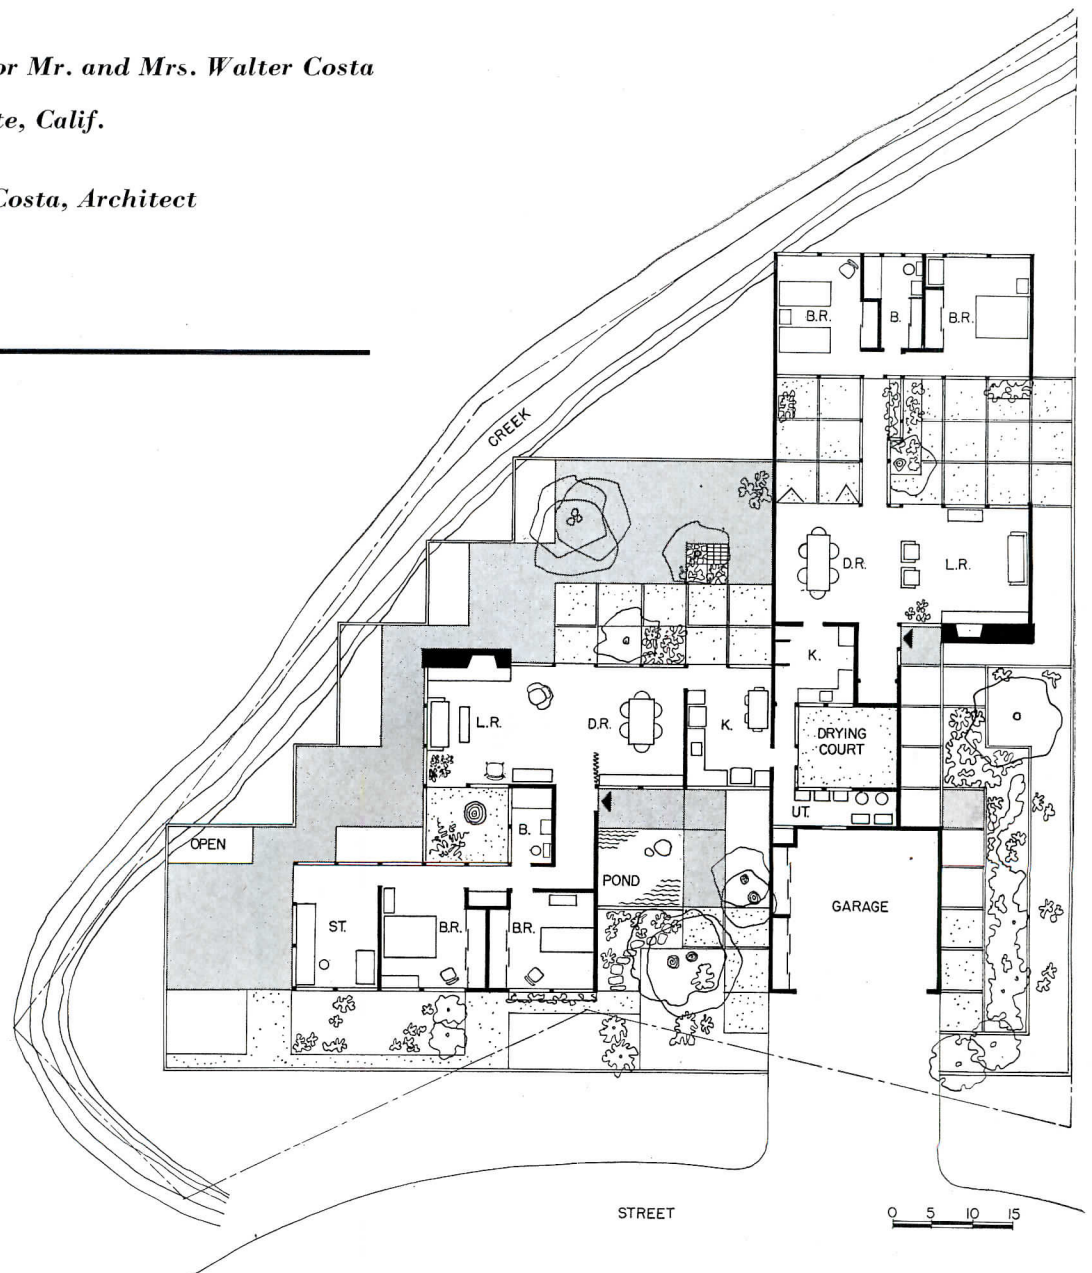 or Mr. and Mrs. Walter Costa
te, Calif.
Costa, Architect
B.R.
B.
B.R.
CREEK
D.R.
L.R.
K.
L.R.
D.R.
K.
DRYING
COURT
UT.
OPEN
B.
POND
GARAGE
ST.
B.R.
B.R.
STREET
0 5 10 15